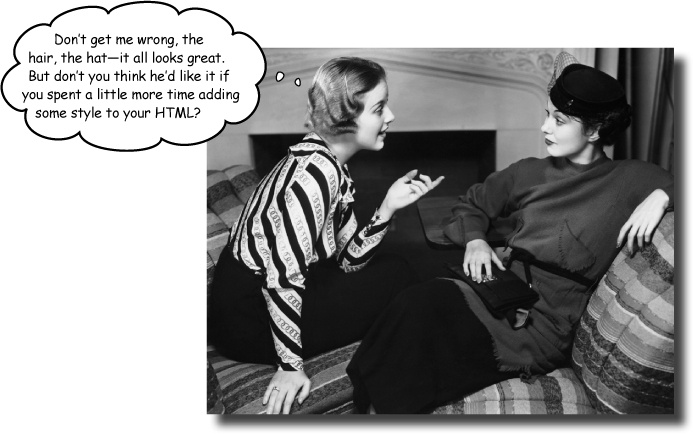 Don't get me wrong, the
hair, the hat—it all looks great.
But don't you think he'd like it if
you spent a little more time adding
some style to your HTML?